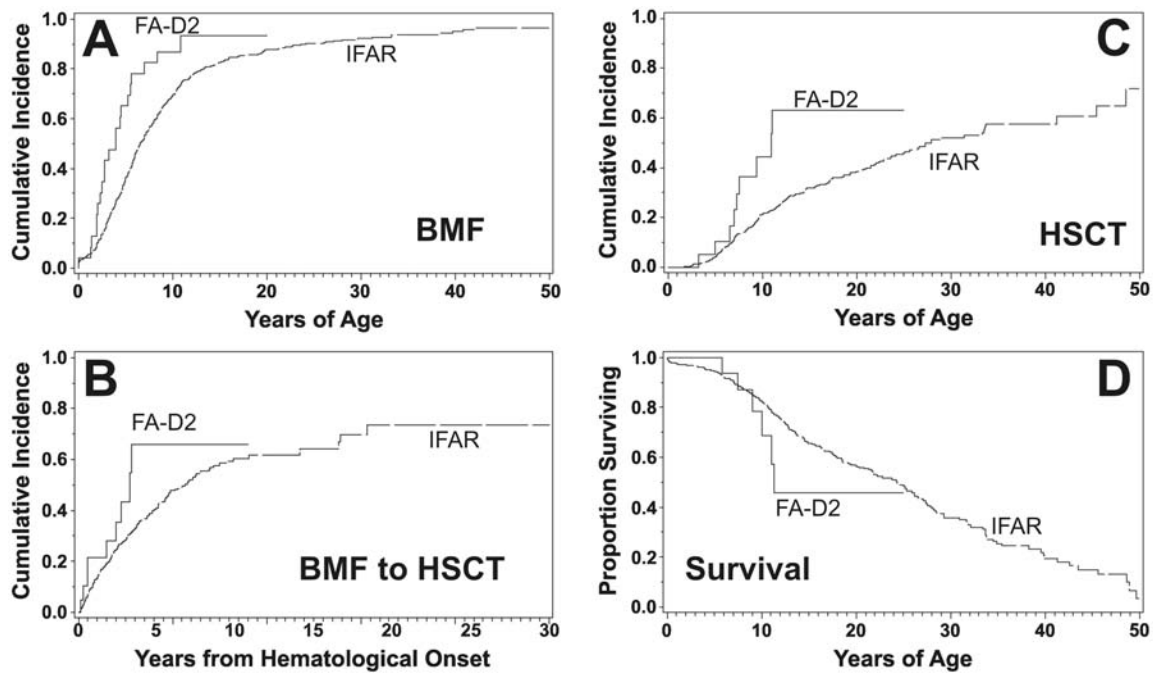 A
Cumulative Incidence
1.0
0.8
0.6
0.4
0.2
0.0
FA-D2
IFAR
BMF
0 10 20 30 40 50
Years of Age
C
Cumulative Incidence
1.0
0.8
0.6
0.4
0.2
0.0
FA-D2
IFAR
HSCT
0 10 20 30 40 50
Years of Age
B
Cumulative Incidence
1.0
0.8
0.6
0.4
0.2
0.0
FA-D2
IFAR
BMF to HSCT
0 5 10 15 20 25 30
Years from Hematological Onset
D
Proportion Surviving
1.0
0.8
0.6
0.4
0.2
0.0
FA-D2
IFAR
Survival
0 10 20 30 40 50
Years of Age